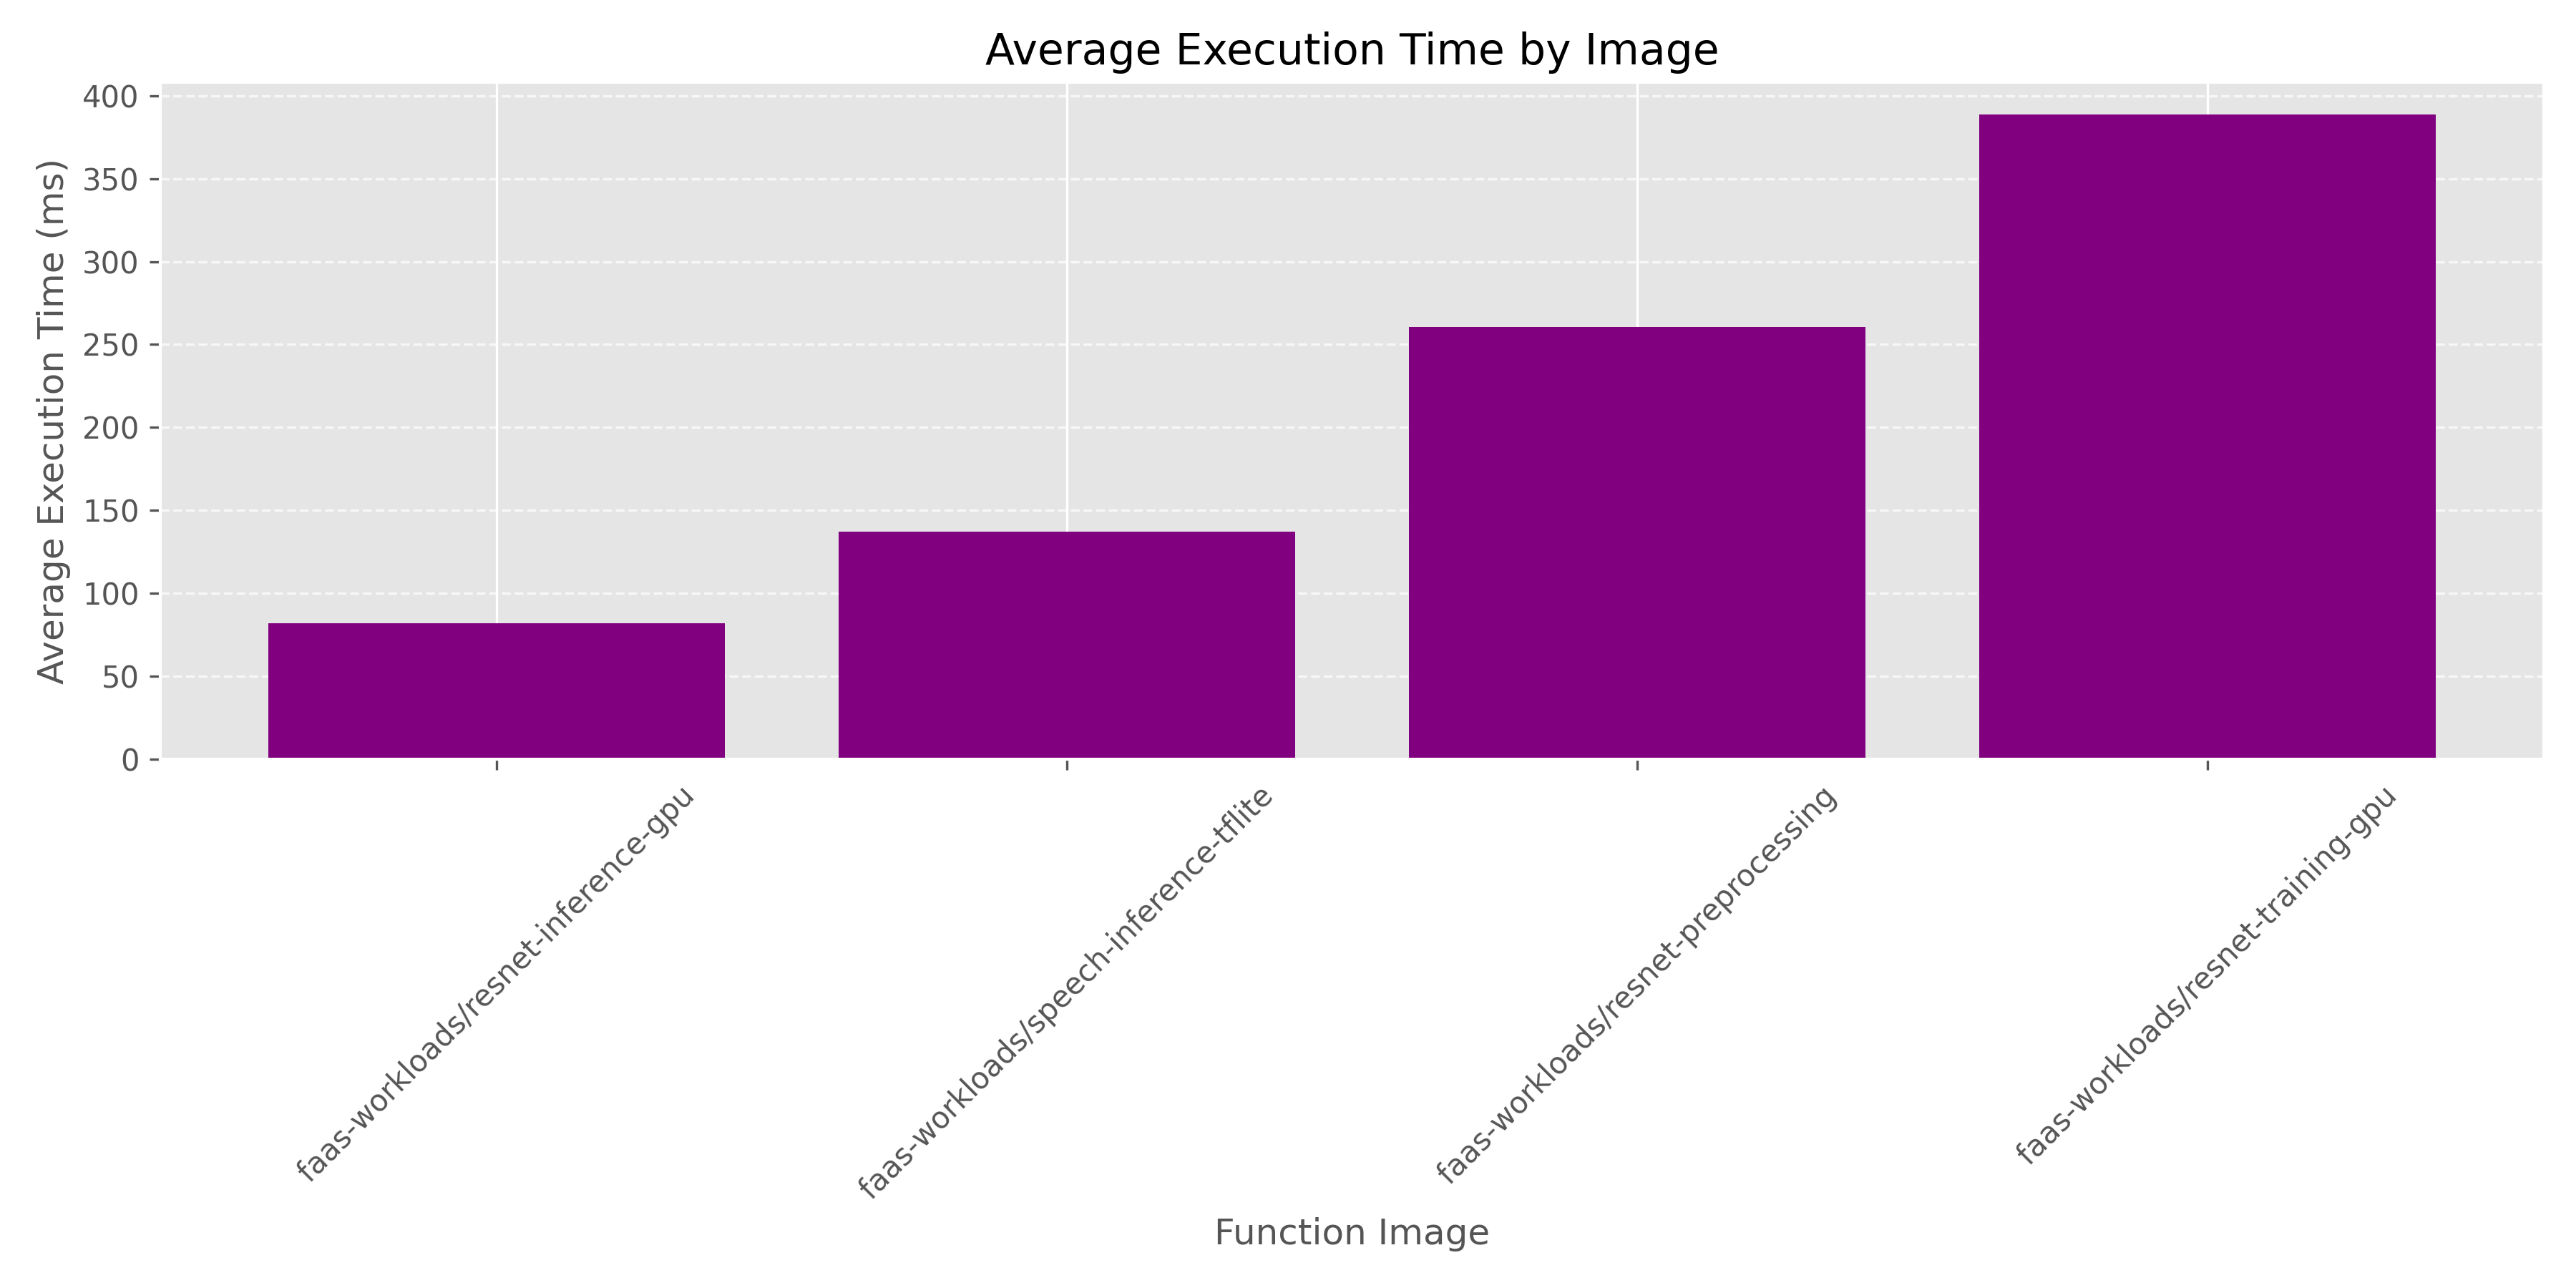 Average Execution Time by Image
Average Execution Time (ms)
400
350
300
250
200
150
100
50
0
faas-workloads/resnet-inference-gpu
faas-workloads/speech-inference-tflite
faas-workloads/resnet-preprocessing
faas-workloads/resnet-training-gpu
Function Image